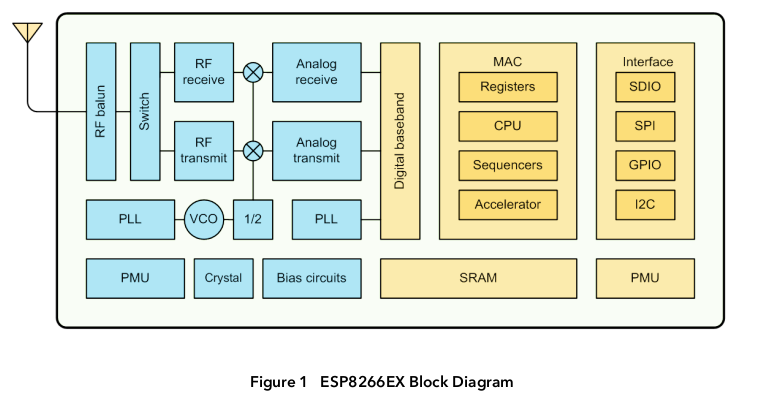 RF balun
Switch
RF
receive
Analog
receive
RF
transmit
Analog
transmit
Digital baseband
PLL
VCO
1/2
PLL
PMU
Crystal
Bias circuits
MAC
Registers
CPU
Sequencers
Accelerator
Interface
SDIO
SPI
GPIO
I2C
SRAM
PMU
Figure 1 ESP8266EX Block Diagram